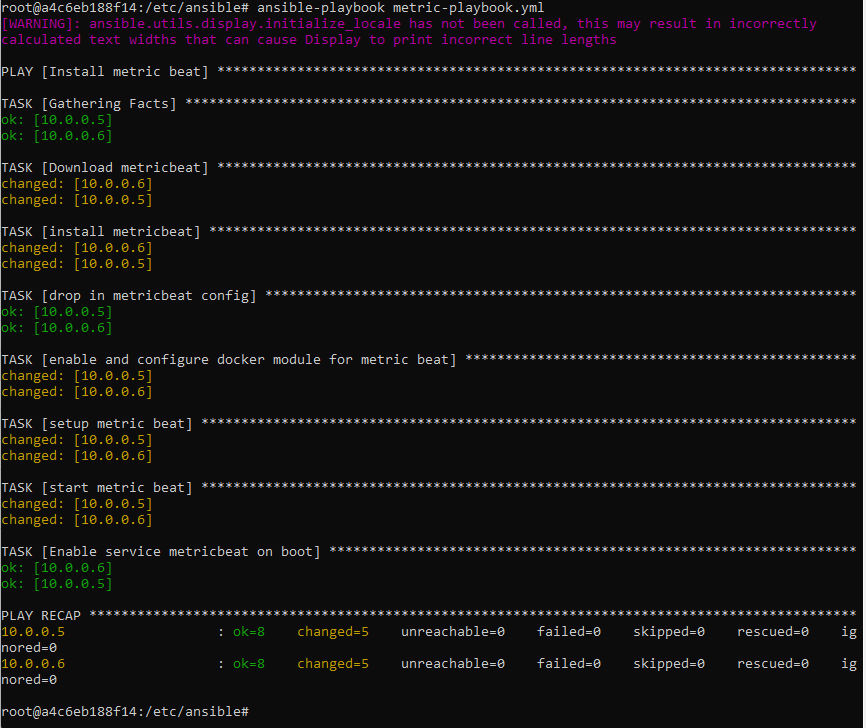 root@a4c6eb188f14:/etc/ansible# ansible-playbook metric-playbook.yml
[WARNING]: ansible.utils.display.initialize_locale has not been called, this may result in incorrectly
calculated text widths that can cause Display to print incorrect line lengths
PLAY [Install metric beat] ********************************************************************************
TASK [Gathering Facts] ************************************************************************************
ok: [10.0.0.5]
ok: [10.0.0.6]
TASK [Download metricbeat] ********************************************************************************
changed: [10.0.0.6]
changed: [10.0.0.5]
TASK [install metricbeat] *********************************************************************************
changed: [10.0.0.6]
changed: [10.0.0.5]
TASK [drop in metricbeat config] **************************************************************************
ok: [10.0.0.5]
ok: [10.0.0.6]
TASK [enable and configure docker module for metric beat] *************************************************
changed: [10.0.0.5]
changed: [10.0.0.6]
TASK [setup metric beat] **********************************************************************************
changed: [10.0.0.5]
changed: [10.0.0.6]
TASK [start metric beat] **********************************************************************************
changed: [10.0.0.5]
changed: [10.0.0.6]
TASK [Enable service metricbeat on boot] ******************************************************************
ok: [10.0.0.6]
ok: [10.0.0.5]
PLAY RECAP ************************************************************************************************
10.0.0.5                   : ok=8    changed=5    unreachable=0    failed=0    skipped=0    rescued=0    ig
nored=0
10.0.0.6                   : ok=8    changed=5    unreachable=0    failed=0    skipped=0    rescued=0    ig
nored=0
root@a4c6eb188f14:/etc/ansible#